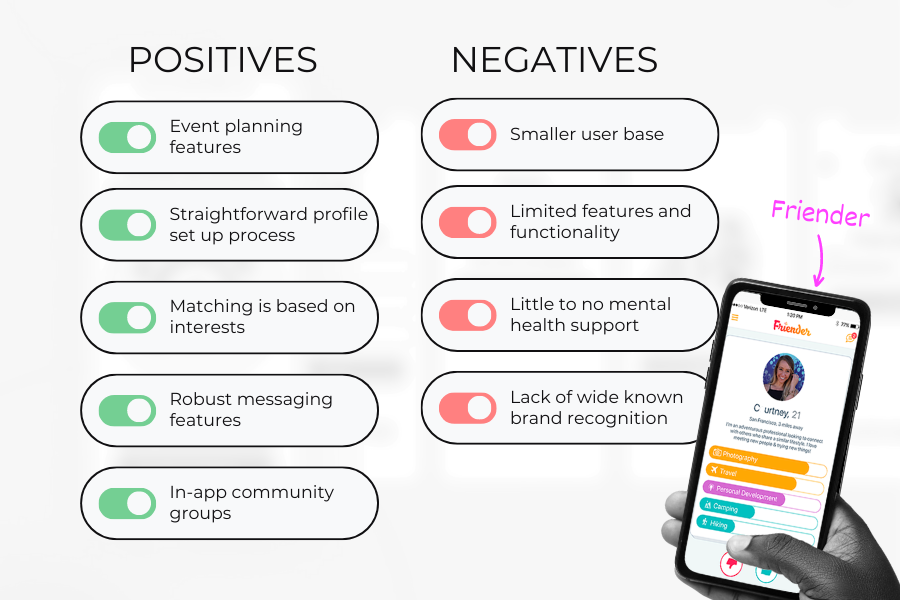 POSITIVES
Event planning
features
Straightforward profile
set up process
Matching is based on
interests
Robust messaging
features
In-app community
groups
NEGATIVES
Smaller user base
Limited features and
functionality
Little to no mental
health support
Lack of wide known
brand recognition
Friender
Verizon LTE
1:20 PM
77%
Friender
C urtney, 21
San Francisco, 3 miles away
I'm an adventurous professional looking to connect
with others who share a similar lifestyle. I love
meeting new people & trying new things!
Photography
Travel
Personal Development
Camping
Hiking